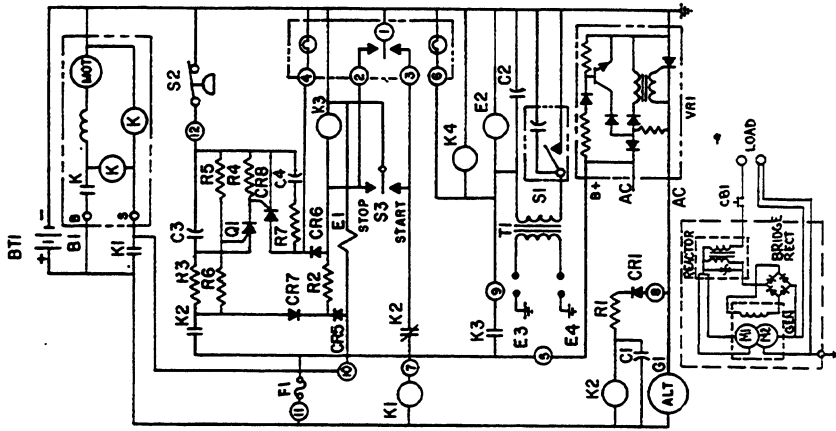 BT1
+
-
B1
B
S
K1
K
MOT
K
K
S2
12
C3
R3
K2
R6
R5
R4
Q1
CR8
C4
R7
CR7
CR6
R2
CR5
E1
K3
4
2
1
3
6
STOP
S3
START
K2
10
F1
11
7
K1
K4
E2
C2
9
K3
S1
T1
E3
E4
5
B+
AC
VR1
AC
R1
CR1
8
K2
C1
G1
ALT
LOAD
CB1
REACTOR
BRIDGE
RECT
M1
M2